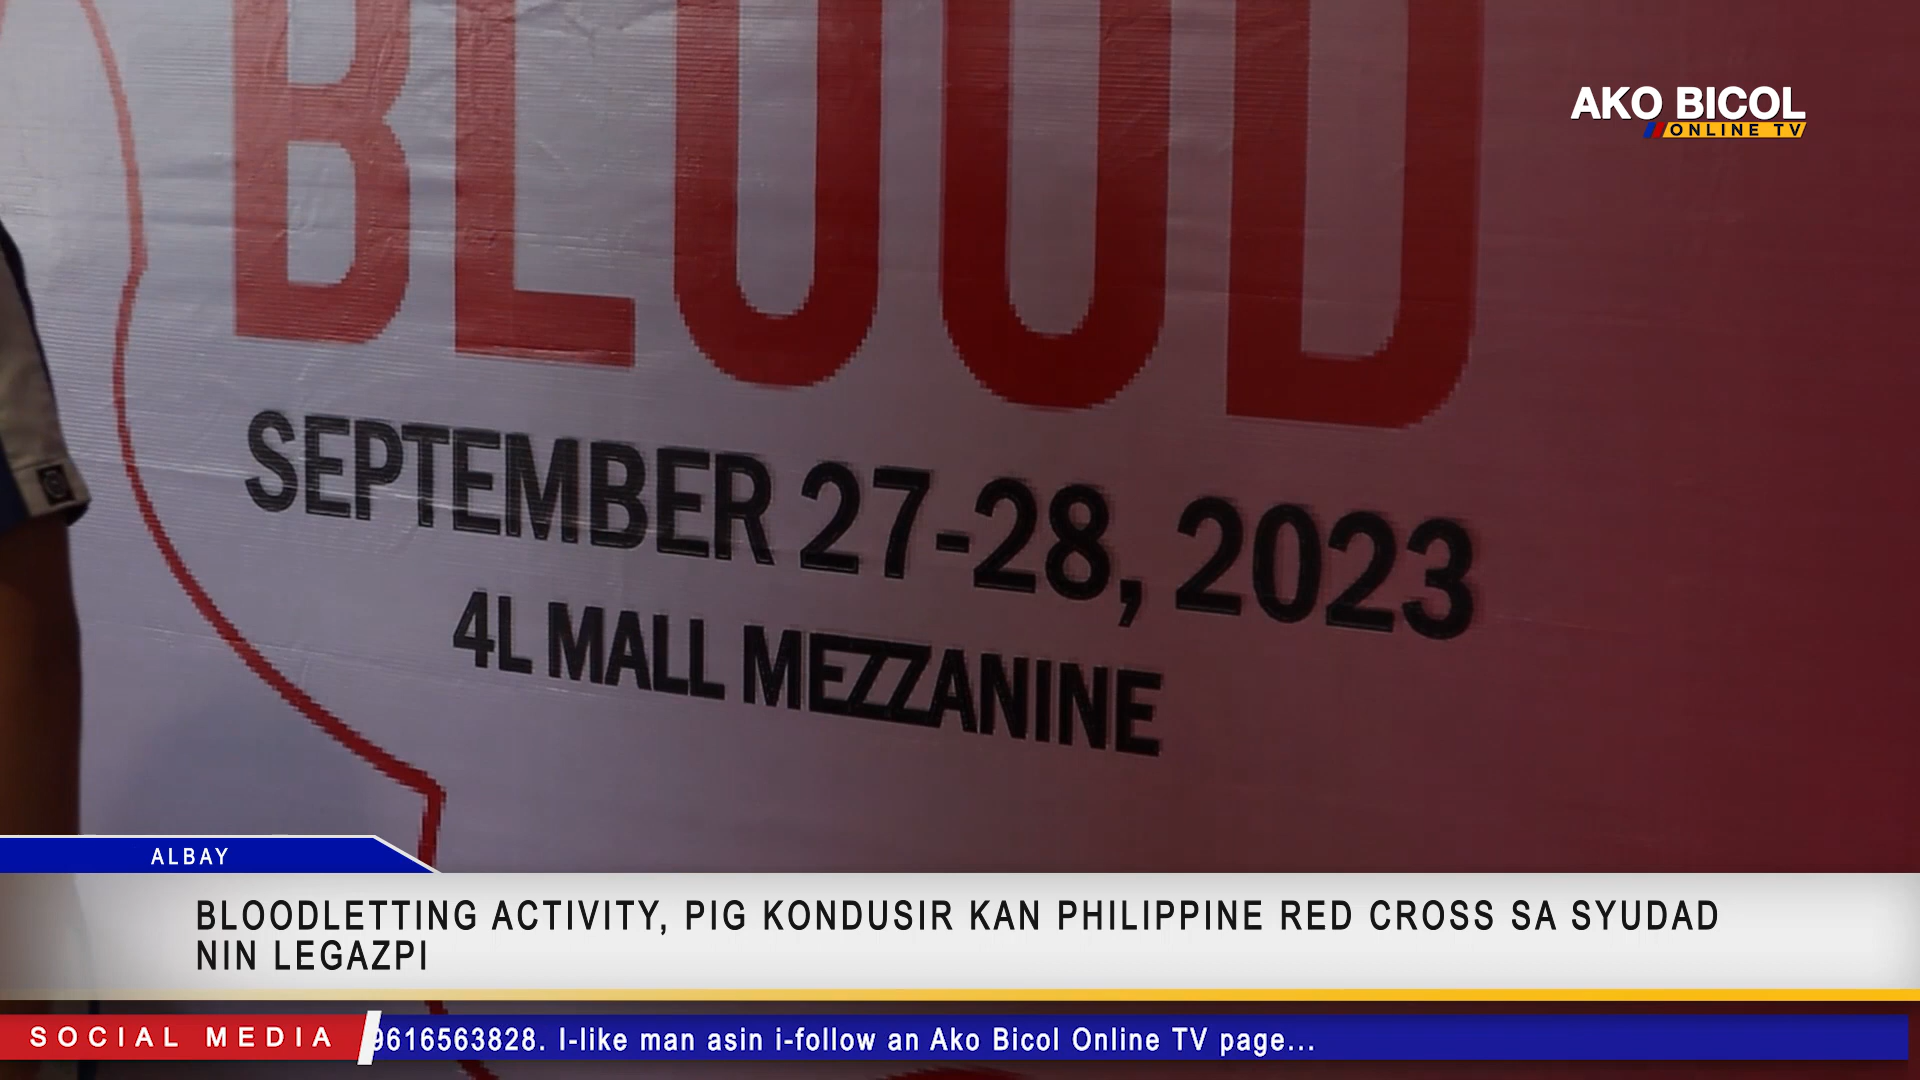 BLOOD
AKO BICOL
ONLINE TV
SEPTEMBER 27-28, 2023
4L MALL MEZZANINE
ALBAY
BLOODLETTING ACTIVITY, PIG KONDUSIR KAN PHILIPPINE RED CROSS SA SYUDAD
NIN LEGAZPI
SOCIAL MEDIA
9616563828. I-like man asin i-follow an Ako Bicol Online TV page...